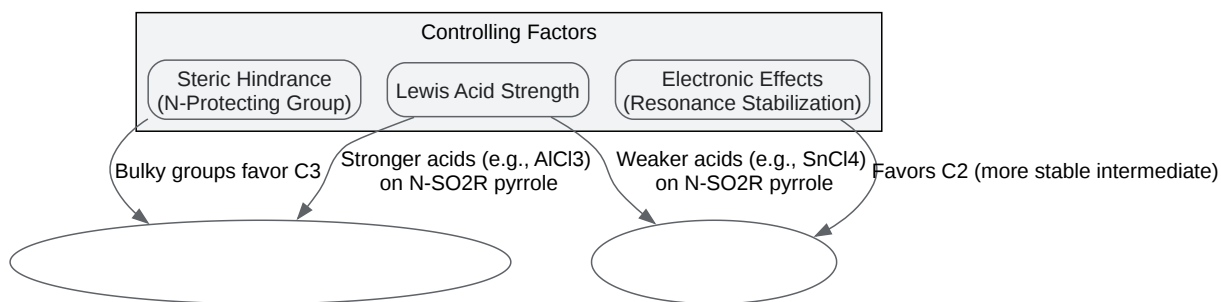 Controlling Factors
Steric Hindrance
(N-Protecting Group)
Lewis Acid Strength
Electronic Effects
(Resonance Stabilization)
Bulky groups favor C3
Stronger acids (e.g., AlCl3)
on N-SO2R pyrrole
Weaker acids (e.g., SnCl4)
on N-SO2R pyrrole
Favors C2 (more stable intermediate)